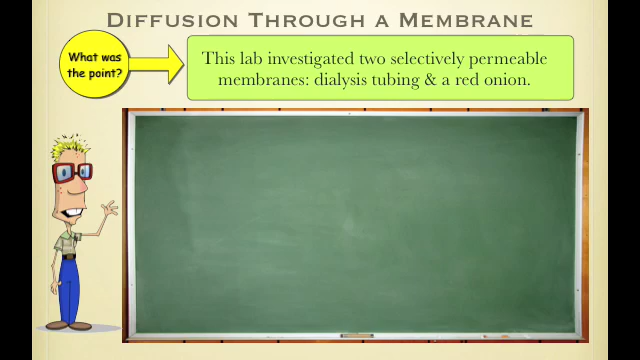 Diffusion Through a Membrane
What was
the point?
This lab investigated two selectively permeable
membranes: dialysis tubing & a red onion.